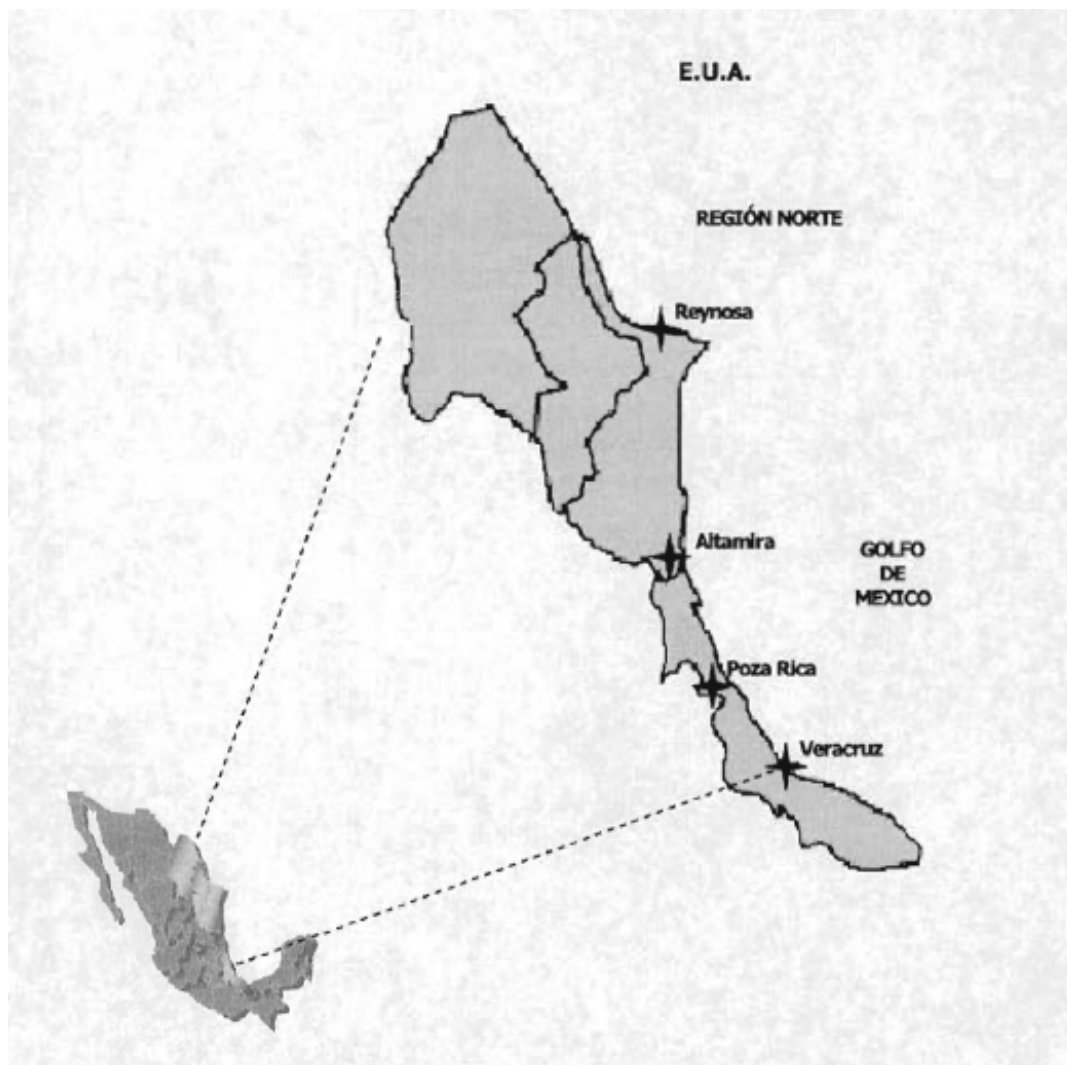 E.U.A.
REGIÓN NORTE
Reynosa
Altamira
GOLFO
DE
MEXICO
Poza Rica
Veracruz